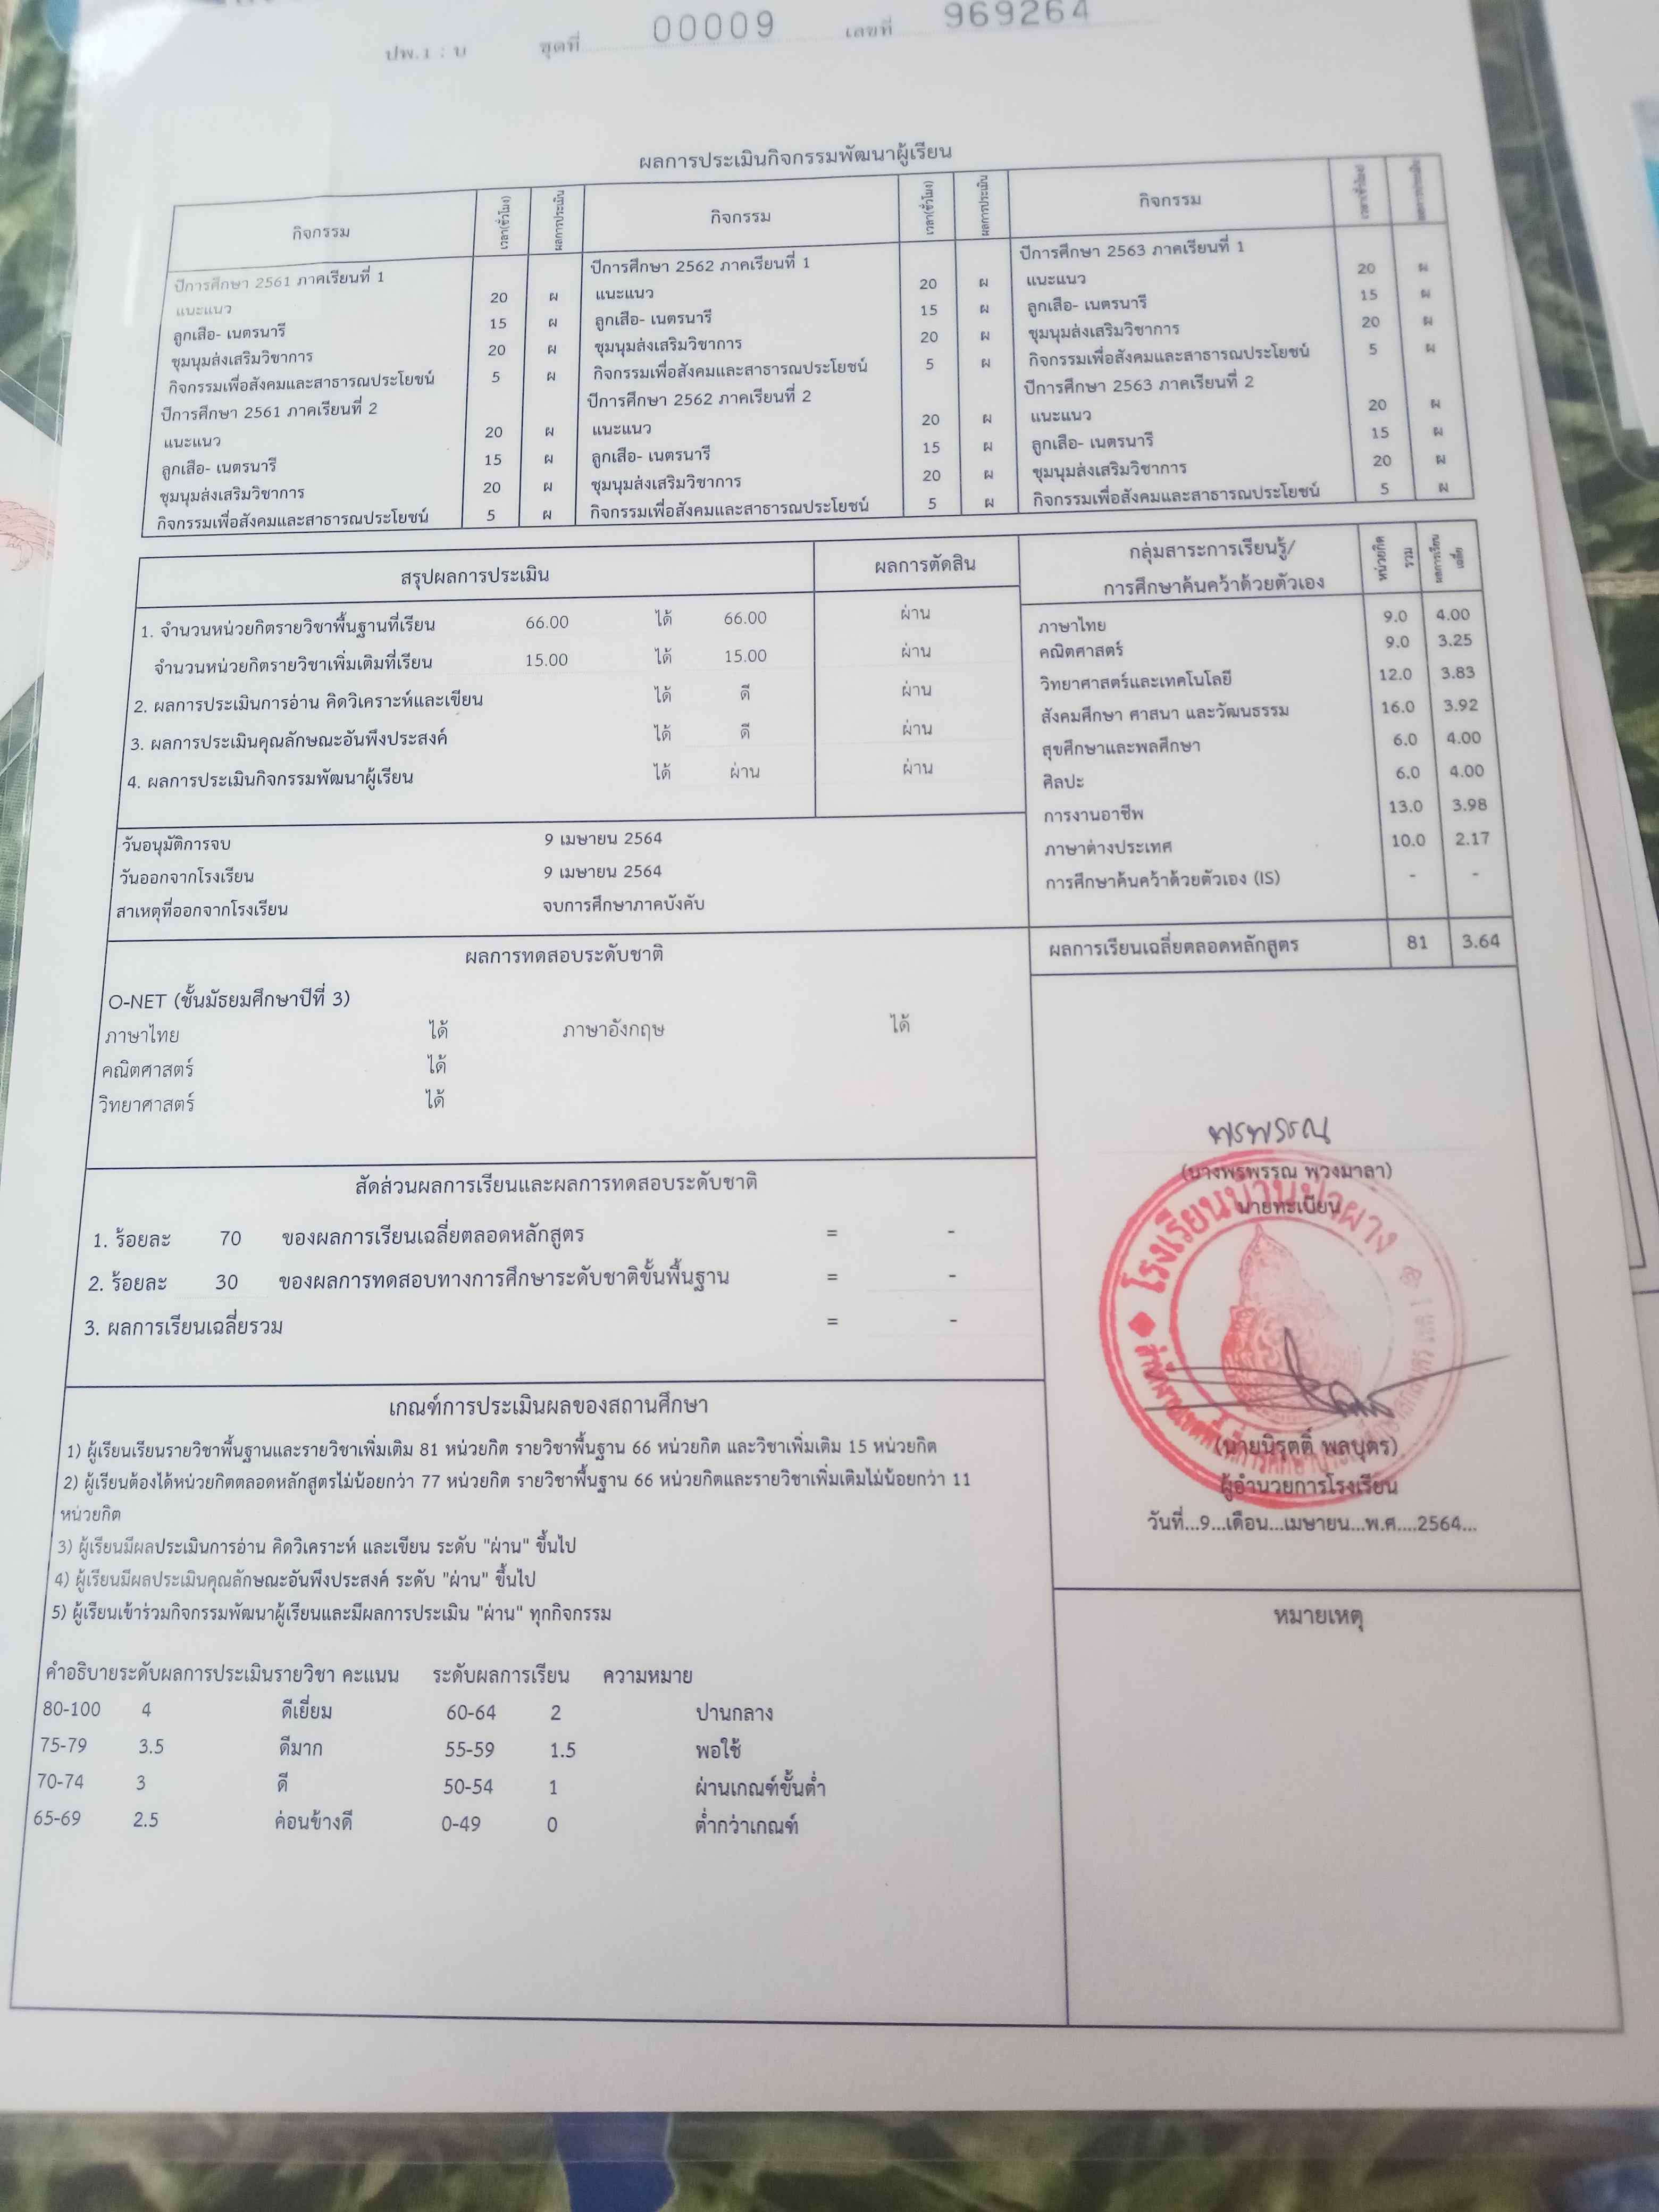 ปพ.1 : บ ชุดที่ 00009 เลขที่ 969264
ผลการประเมินกิจกรรมพัฒนาผู้เรียน
กิจกรรม เวลา(ชั่วโมง) ผลการประเมิน กิจกรรม เวลา(ชั่วโมง) ผลการประเมิน กิจกรรม เวลา(ชั่วโมง) ผลการประเมิน
ปีการศึกษา 2561 ภาคเรียนที่ 1 ปีการศึกษา 2562 ภาคเรียนที่ 1 ปีการศึกษา 2563 ภาคเรียนที่ 1
แนะแนว 20 ผ แนะแนว 20 ผ แนะแนว 20 ผ
ลูกเสือ- เนตรนารี 15 ผ ลูกเสือ- เนตรนารี 15 ผ ลูกเสือ- เนตรนารี 15 ผ
ชุมนุมส่งเสริมวิชาการ 20 ผ ชุมนุมส่งเสริมวิชาการ 20 ผ ชุมนุมส่งเสริมวิชาการ 20 ผ
กิจกรรมเพื่อสังคมและสาธารณประโยชน์ 5 ผ กิจกรรมเพื่อสังคมและสาธารณประโยชน์ 5 ผ กิจกรรมเพื่อสังคมและสาธารณประโยชน์ 5 ผ
ปีการศึกษา 2561 ภาคเรียนที่ 2 ปีการศึกษา 2562 ภาคเรียนที่ 2 ปีการศึกษา 2563 ภาคเรียนที่ 2
แนะแนว 20 ผ แนะแนว 20 ผ แนะแนว 20 ผ
ลูกเสือ- เนตรนารี 15 ผ ลูกเสือ- เนตรนารี 15 ผ ลูกเสือ- เนตรนารี 15 ผ
ชุมนุมส่งเสริมวิชาการ 20 ผ ชุมนุมส่งเสริมวิชาการ 20 ผ ชุมนุมส่งเสริมวิชาการ 20 ผ
กิจกรรมเพื่อสังคมและสาธารณประโยชน์ 5 ผ กิจกรรมเพื่อสังคมและสาธารณประโยชน์ 5 ผ กิจกรรมเพื่อสังคมและสาธารณประโยชน์ 5 ผ
สรุปผลการประเมิน ผลการตัดสิน
1. จำนวนหน่วยกิตรายวิชาพื้นฐานที่เรียน 66.00 ได้ 66.00 ผ่าน
จำนวนหน่วยกิตรายวิชาเพิ่มเติมที่เรียน 15.00 ได้ 15.00 ผ่าน
2. ผลการประเมินการอ่าน คิดวิเคราะห์และเขียน ได้ ดี ผ่าน
3. ผลการประเมินคุณลักษณะอันพึงประสงค์ ได้ ดี ผ่าน
4. ผลการประเมินกิจกรรมพัฒนาผู้เรียน ได้ ผ่าน ผ่าน
วันอนุมัติการจบ 9 เมษายน 2564
วันออกจากโรงเรียน 9 เมษายน 2564
สาเหตุที่ออกจากโรงเรียน จบการศึกษาภาคบังคับ
กลุ่มสาระการเรียนรู้/
การศึกษาค้นคว้าด้วยตัวเอง
หน่วยกิต
รวม
ผลการเรียน
เฉลี่ย
ภาษาไทย 9.0 4.00
คณิตศาสตร์ 9.0 3.25
วิทยาศาสตร์และเทคโนโลยี 12.0 3.83
สังคมศึกษา ศาสนา และวัฒนธรรม 16.0 3.92
สุขศึกษาและพลศึกษา 6.0 4.00
ศิลปะ 6.0 4.00
การงานอาชีพ 13.0 3.98
ภาษาต่างประเทศ 10.0 2.17
การศึกษาค้นคว้าด้วยตัวเอง (IS) - -
ผลการเรียนเฉลี่ยตลอดหลักสูตร 81 3.64
ผลการทดสอบระดับชาติ
O-NET (ชั้นมัธยมศึกษาปีที่ 3)
ภาษาไทย ได้ ภาษาอังกฤษ ได้
คณิตศาสตร์ ได้
วิทยาศาสตร์ ได้
สัดส่วนผลการเรียนและผลการทดสอบระดับชาติ
1. ร้อยละ 70 ของผลการเรียนเฉลี่ยตลอดหลักสูตร = -
2. ร้อยละ 30 ของผลการทดสอบทางการศึกษาระดับชาติขั้นพื้นฐาน = -
3. ผลการเรียนเฉลี่ยรวม = -
พรพรรณ
(นางพรพรรณ พวงมาลา)
นายทะเบียน
โรงเรียนบ้านป่าผาง
(นายนิรุตติ์ พลบุตร)
ผู้อำนวยการโรงเรียน
วันที่...9...เดือน...เมษายน...พ.ศ....2564...
หมายเหตุ
เกณฑ์การประเมินผลของสถานศึกษา
1) ผู้เรียนเรียนรายวิชาพื้นฐานและรายวิชาเพิ่มเติม 81 หน่วยกิต รายวิชาพื้นฐาน 66 หน่วยกิต และวิชาเพิ่มเติม 15 หน่วยกิต
2) ผู้เรียนต้องได้หน่วยกิตตลอดหลักสูตรไม่น้อยกว่า 77 หน่วยกิต รายวิชาพื้นฐาน 66 หน่วยกิตและรายวิชาเพิ่มเติมไม่น้อยกว่า 11
หน่วยกิต
3) ผู้เรียนมีผลประเมินการอ่าน คิดวิเคราะห์ และเขียน ระดับ "ผ่าน" ขึ้นไป
4) ผู้เรียนมีผลประเมินคุณลักษณะอันพึงประสงค์ ระดับ "ผ่าน" ขึ้นไป
5) ผู้เรียนเข้าร่วมกิจกรรมพัฒนาผู้เรียนและมีผลการประเมิน "ผ่าน" ทุกกิจกรรม
คำอธิบายระดับผลการประเมินรายวิชา คะแนน ระดับผลการเรียน ความหมาย
80-100 4 ดีเยี่ยม 60-64 2 ปานกลาง
75-79 3.5 ดีมาก 55-59 1.5 พอใช้
70-74 3 ดี 50-54 1 ผ่านเกณฑ์ขั้นต่ำ
65-69 2.5 ค่อนข้างดี 0-49 0 ต่ำกว่าเกณฑ์